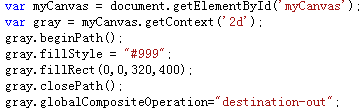 var myCanvas = document.getElementById('myCanvas');
var gray = myCanvas.getContext('2d');
gray.beginPath();
gray.fillStyle = "#999";
gray.fillRect(0,0,320,400);
gray.closePath();
gray.globalCompositeOperation="destination-out";